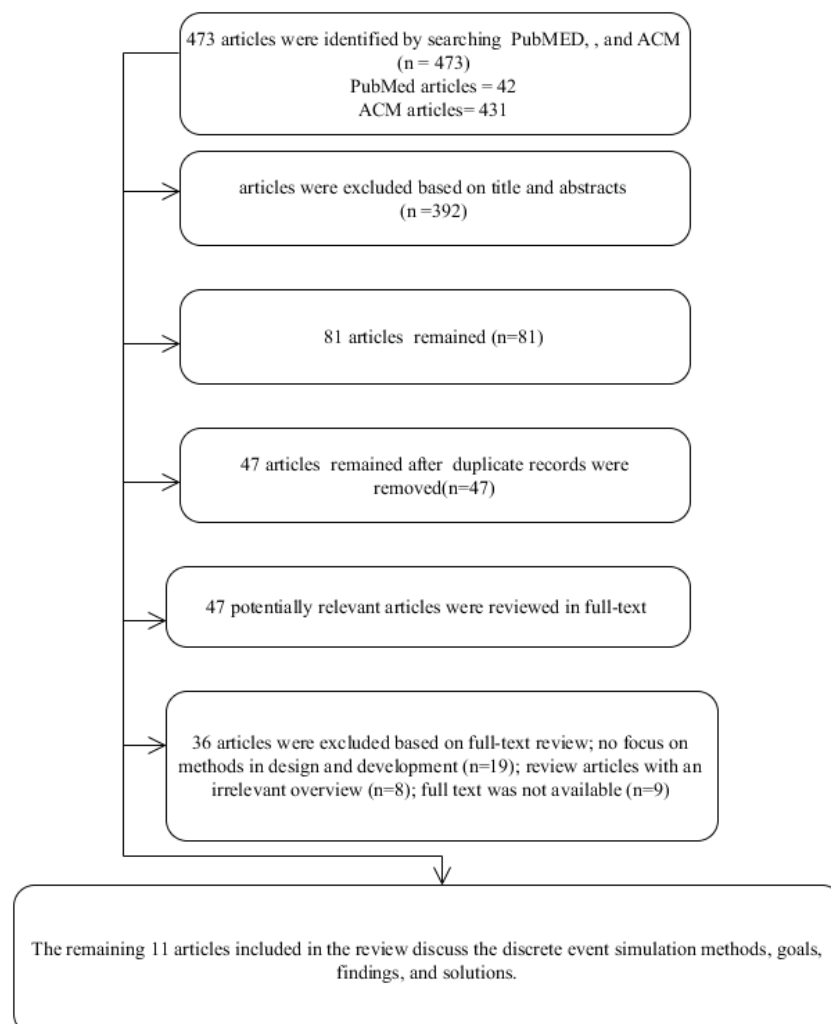 473 articles were identified by searching PubMED, , and ACM
(n = 473)
PubMed articles = 42
ACM articles= 431
articles were excluded based on title and abstracts
(n =392)
81 articles remained (n=81)
47 articles remained after duplicate records were
removed(n=47)
47 potentially relevant articles were reviewed in full-text
36 articles were excluded based on full-text review; no focus on
methods in design and development (n=19); review articles with an
irrelevant overview (n=8); full text was not available (n=9)
The remaining 11 articles included in the review discuss the discrete event simulation methods, goals,
findings, and solutions.